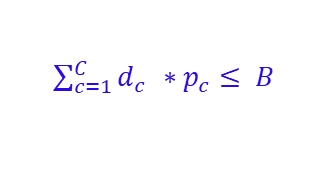 ∑_{c=1}^{C} d_c * p_c ≤ B